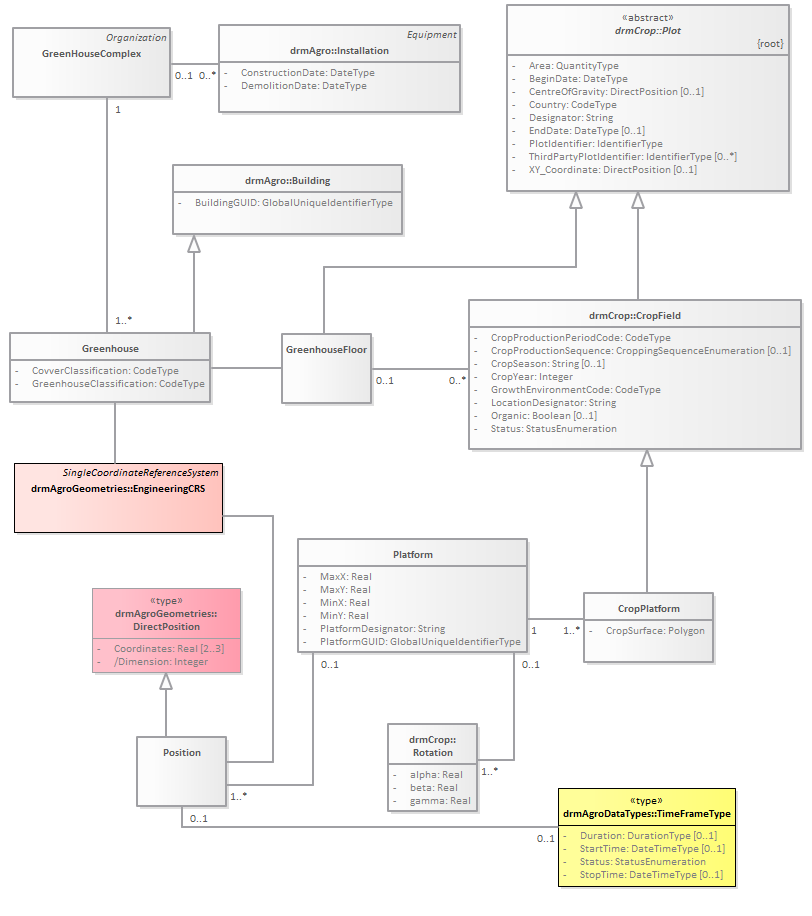 Organization
GreenHouseComplex
0..1
0..*
1
Equipment
drmAgro::Installation
- ConstructionDate: DateType
- DemolitionDate: DateType
«abstract»
drmCrop::Plot
{root}
- Area: QuantityType
- BeginDate: DateType
- CentreOfGravity: DirectPosition [0..1]
- Country: CodeType
- Designator: String
- EndDate: DateType [0..1]
- PlotIdentifier: IdentifierType
- ThirdPartyPlotIdentifier: IdentifierType [0..*]
- XY_Coordinate: DirectPosition [0..1]
drmAgro::Building
- BuildingGUID: GlobalUniqueIdentifierType
1..*
Greenhouse
- CovverClassification: CodeType
- GreenhouseClassification: CodeType
GreenhouseFloor
0..1
0..*
drmCrop::CropField
- CropProductionPeriodCode: CodeType
- CropProductionSequence: CroppingSequenceEnumeration [0..1]
- CropSeason: String [0..1]
- CropYear: Integer
- GrowthEnvironmentCode: CodeType
- LocationDesignator: String
- Organic: Boolean [0..1]
- Status: StatusEnumeration
SingleCoordinateReferenceSystem
drmAgroGeometries::EngineeringCRS
Platform
- MaxX: Real
- MaxY: Real
- MinX: Real
- MinY: Real
- PlatformDesignator: String
- PlatformGUID: GlobalUniqueIdentifierType
1
1..*
0..1
0..1
CropPlatform
- CropSurface: Polygon
«type»
drmAgroGeometries::
DirectPosition
- Coordinates: Real [2..3]
- /Dimension: Integer
Position
1..*
0..1
drmCrop::
Rotation
- alpha: Real
- beta: Real
- gamma: Real
1..*
0..1
«type»
drmAgroDataTypes::TimeFrameType
- Duration: DurationType [0..1]
- StartTime: DateTimeType [0..1]
- Status: StatusEnumeration
- StopTime: DateTimeType [0..1]